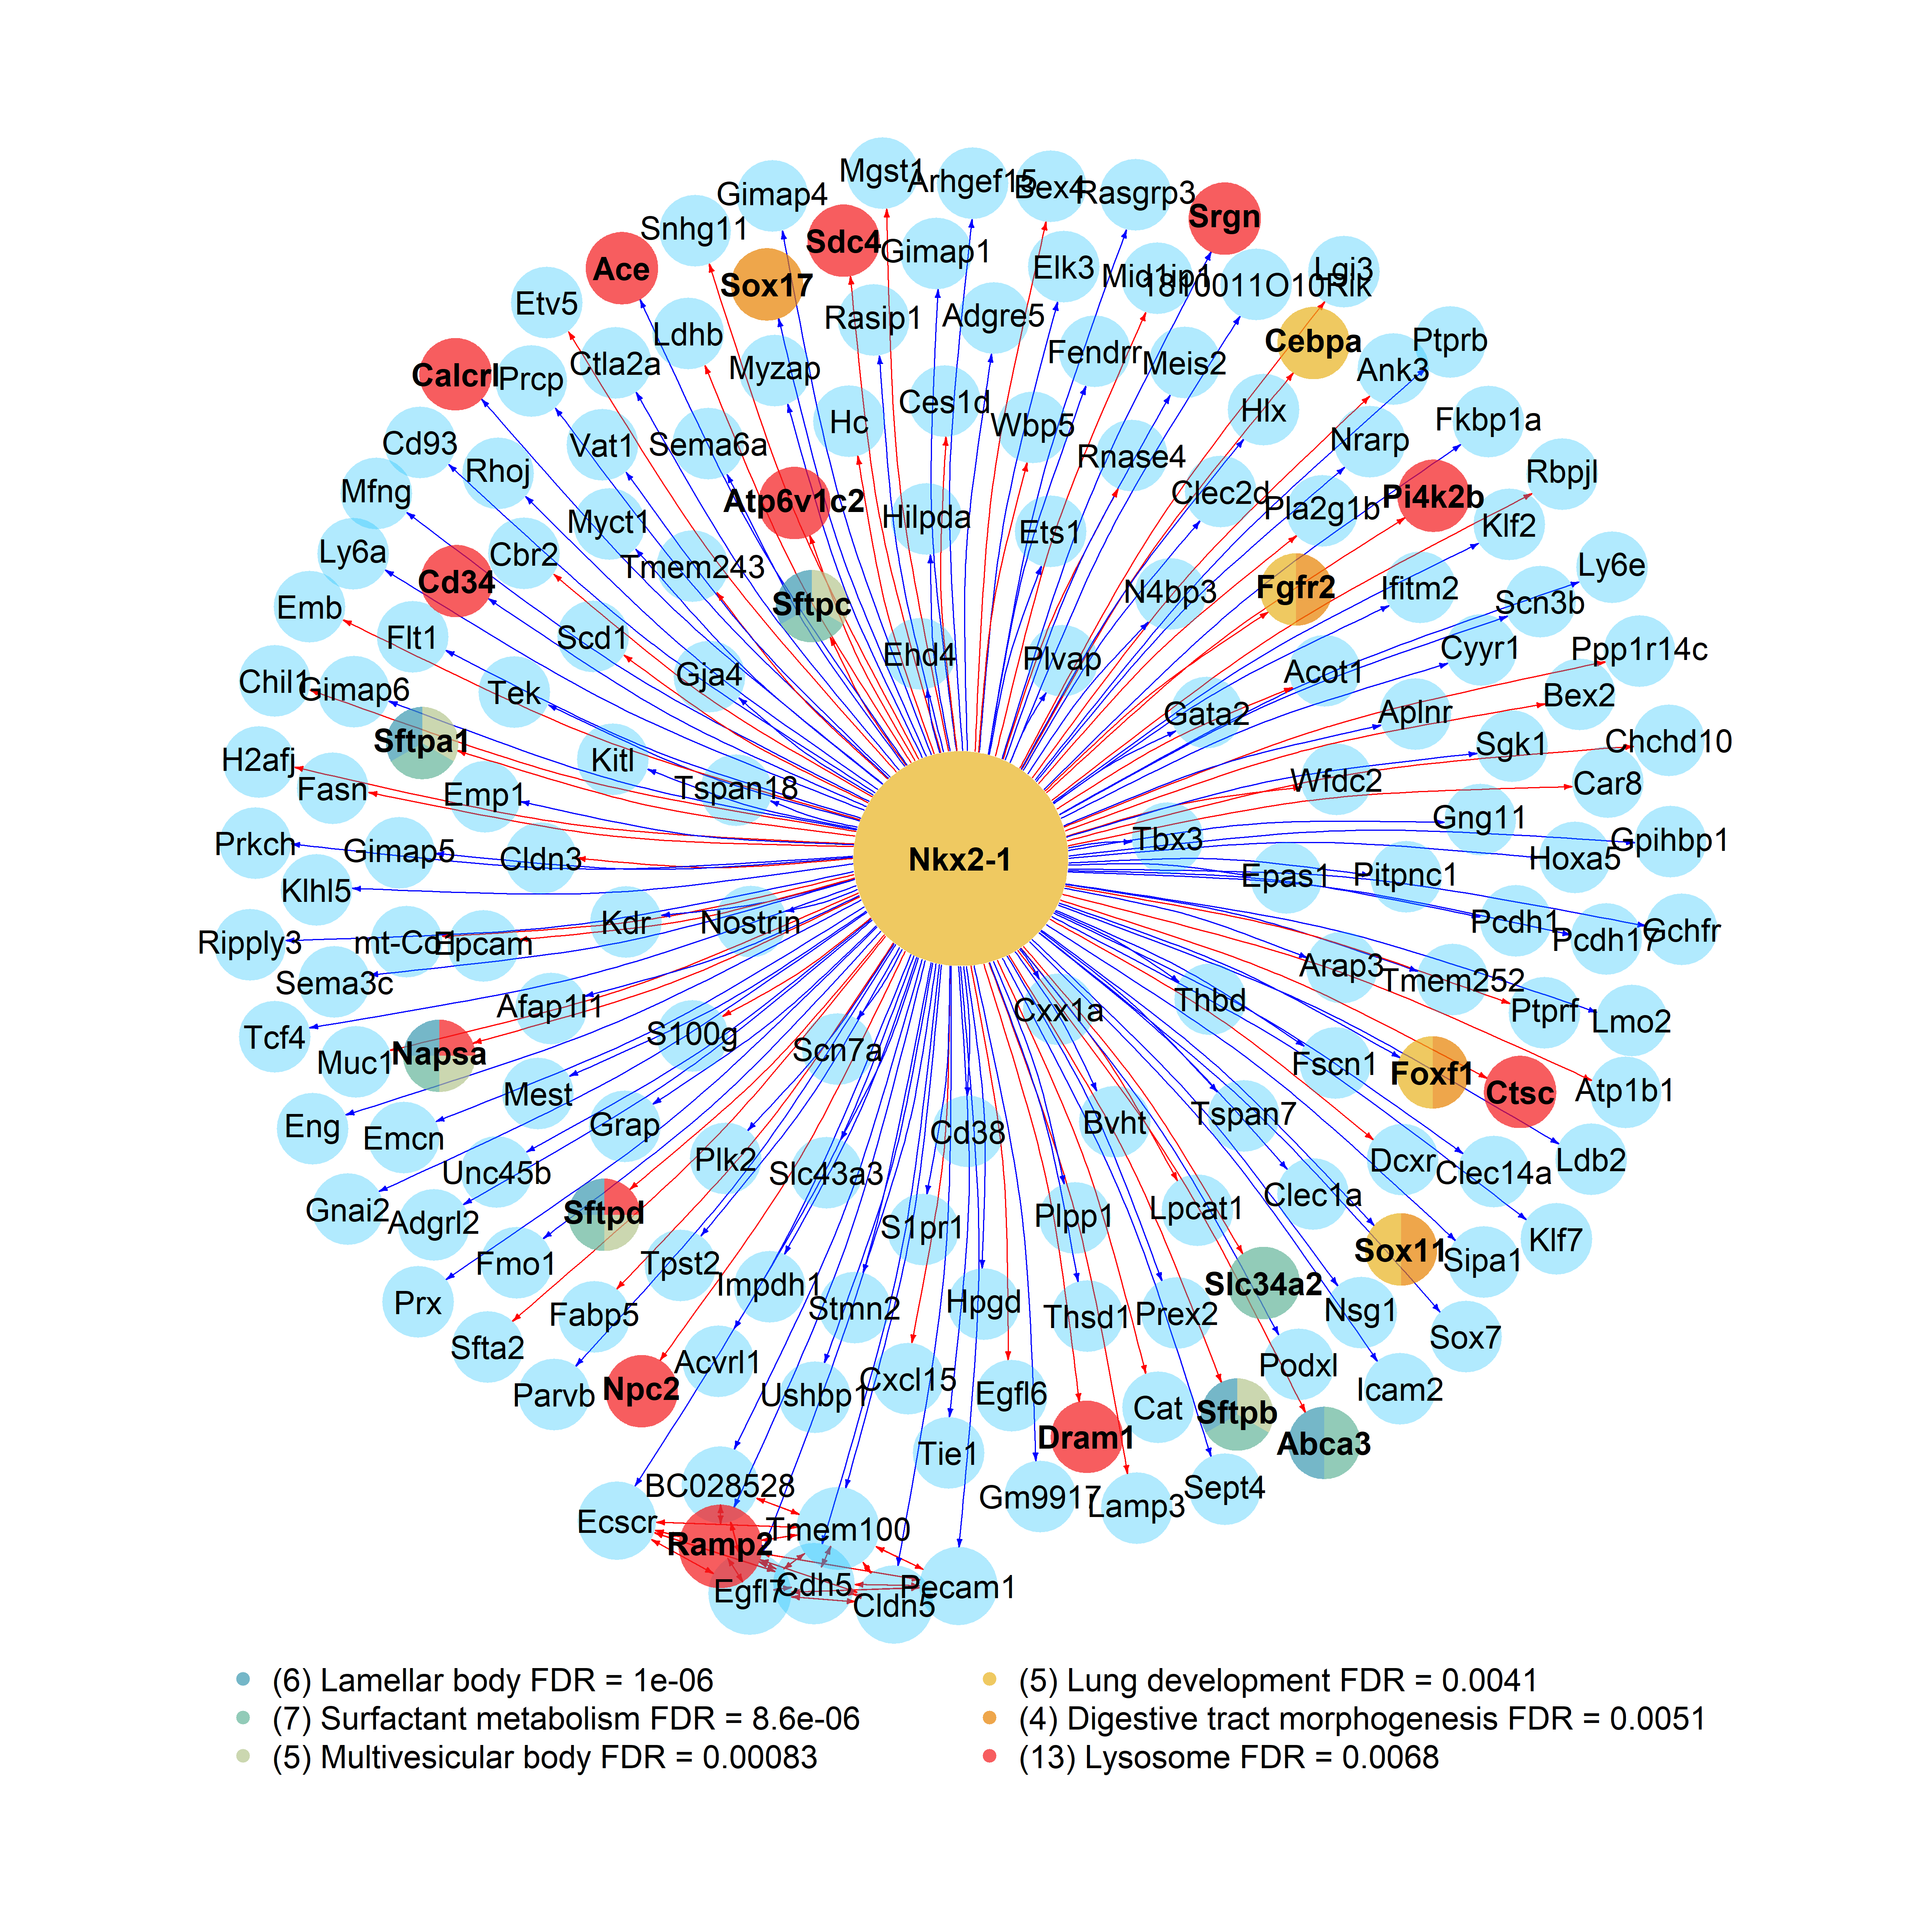 Mgst1
Arhgef15
Bex4
Rasgrp3
Gimap4
Srgn
Snhg11
Sdc4
Gimap1
Elk3
Mid1ip1
Lgi3
Ace
Sox17
1810011O10Rik
Etv5
Rasip1
Adgre5
Ldhb
Cebpa
Ptprb
Fendrr
Meis2
Ctla2a
Myzap
Ank3
Calcrl
Prcp
Ces1d
Hlx
Hc
Wbp5
Fkbp1a
Cd93
Vat1
Sema6a
Nrarp
Rhoj
Rnase4
Rbpjl
Mfng
Atp6v1c2
Clec2d
Pla2g1b
Pi4k2b
Myct1
Hilpda
Ets1
Klf2
Ly6a
Cbr2
Tmem243
Ly6e
Cd34
Sftpc
N4bp3
Fgfr2
Ifitm2
Scn3b
Emb
Flt1
Scd1
Ehd4
Plvap
Cyyr1
Ppp1r14c
Chil1
Gimap6
Tek
Gja4
Acot1
Bex2
Gata2
Aplnr
Sftpa1
Sgk1
Chchd10
H2afj
Kitl
Fasn
Emp1
Tspan18
Wfdc2
Car8
Gng11
Prkch
Gimap5
Cldn3
Nkx2-1
Tbx3
Hoxa5
Gpihbp1
Klhl5
Epas1
Pitpnc1
Kdr
Nostrin
Pcdh1
Ripply3
mt-Co1
Epcam
Pcdh17
Gchfr
Sema3c
Arap3
Tmem252
Tcf4
Afap1l1
S100g
Cxx1a
Thbd
Ptprf
Lmo2
Muc1
Napsa
Scn7a
Fscn1
Foxf1
Ctsc
Atp1b1
Mest
Eng
Emcn
Grap
Cd38
Bvht
Tspan7
Unc45b
Plk2
Slc43a3
Dcxr
Clec14a
Ldb2
Gnai2
Adgrl2
Sftpd
S1pr1
Plpp1
Lpcat1
Clec1a
Klf7
Fmo1
Tpst2
Impdh1
Sox11
Sipa1
Prx
Fabp5
Stmn2
Hpgd
Thsd1
Prex2
Slc34a2
Nsg1
Sox7
Sfta2
Acvrl1
Podxl
Parvb
Npc2
Ushbp1
Cxcl15
Egfl6
Cat
Sftpb
Icam2
Dram1
Abca3
Tie1
BC028528
Gm9917
Lamp3
Sept4
Ecscr
Ramp2
Tmem100
Egfl7
Cdh5
Cldn5
Pecam1
(6) Lamellar body FDR = 1e-06
(7) Surfactant metabolism FDR = 8.6e-06
(5) Multivesicular body FDR = 0.00083
(5) Lung development FDR = 0.0041
(4) Digestive tract morphogenesis FDR = 0.0051
(13) Lysosome FDR = 0.0068